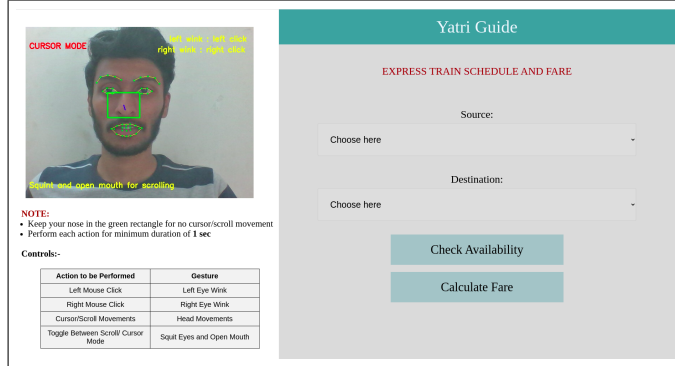 CURSOR MODE
left wink : left click
right wink : right click
Squint and open mouth for scrolling
NOTE:
Keep your nose in the green rectangle for no cursor/scroll movement
Perform each action for minimum duration of 1 sec
Controls:-
Action to be Performed Gesture
Left Mouse Click Left Eye Wink
Right Mouse Click Right Eye Wink
Cursor/Scroll Movements Head Movements
Toggle Between Scroll/ Cursor
Mode Squit Eyes and Open Mouth
Yatri Guide
EXPRESS TRAIN SCHEDULE AND FARE
Source:
Choose here
Destination:
Choose here
Check Availability
Calculate Fare